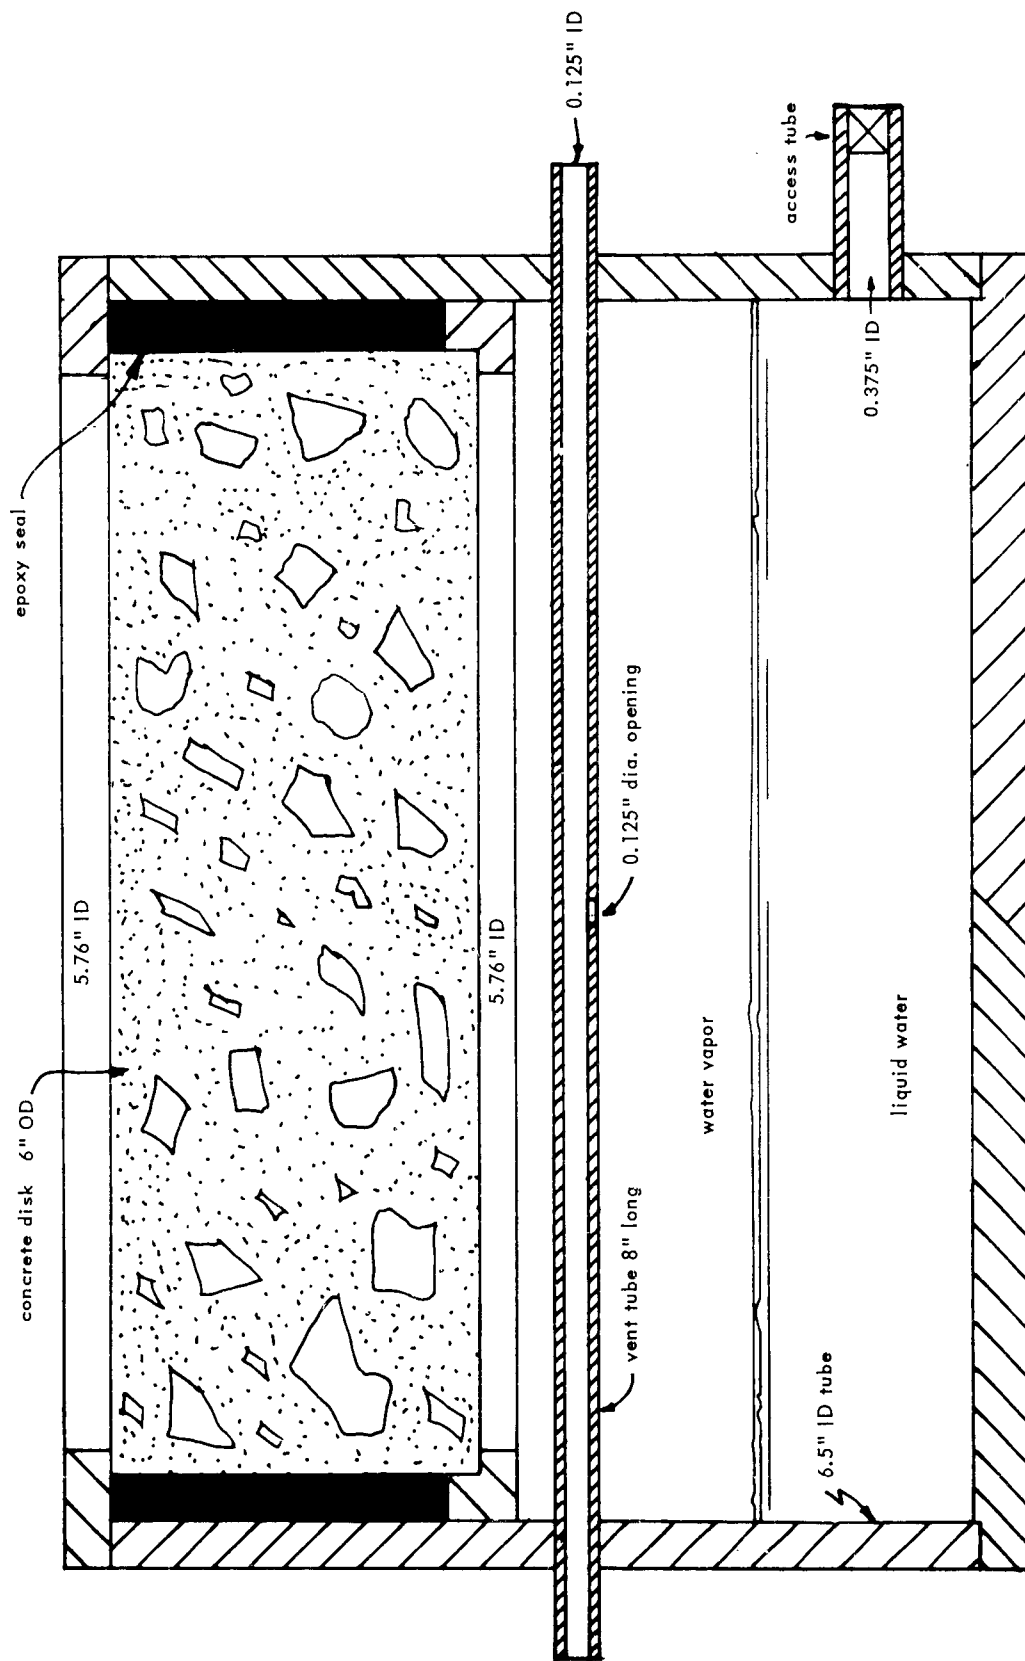 epoxy seal
concrete disk 6" OD
5.76" ID
5.76" ID
0.125" ID
0.125" dia. opening
vent tube 8" long
access tube
0.375" ID
water vapor
liquid water
6.5" ID tube